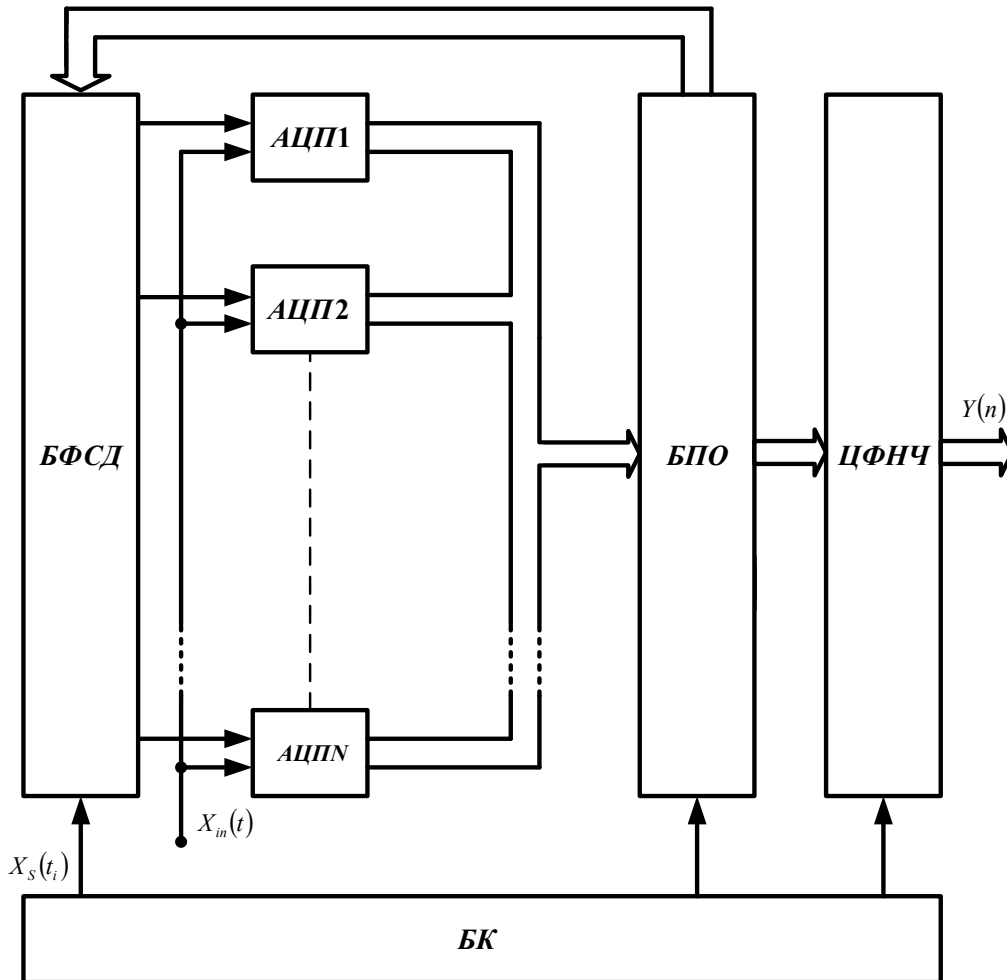 АЦП1
АЦП2
БФСД
БПО
ЦФНЧ
Y(n)
АЦПN
X_in(t)
X_S(t_i)
БК